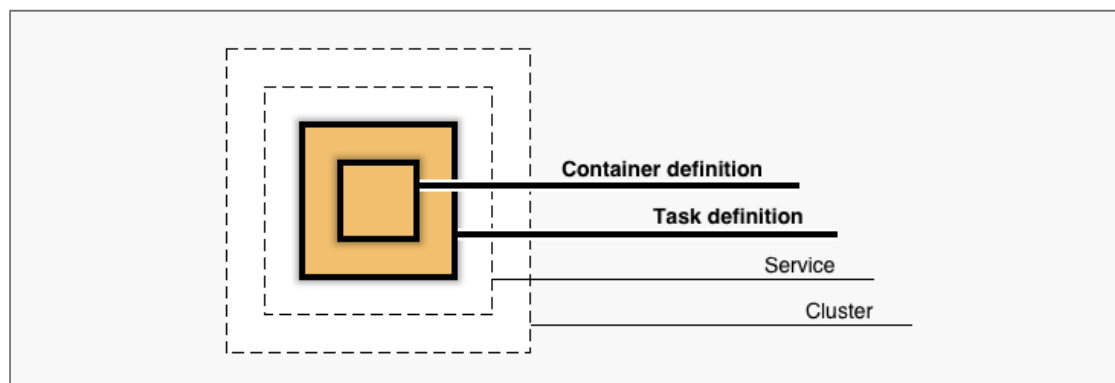 Container definition
Task definition
Service
Cluster